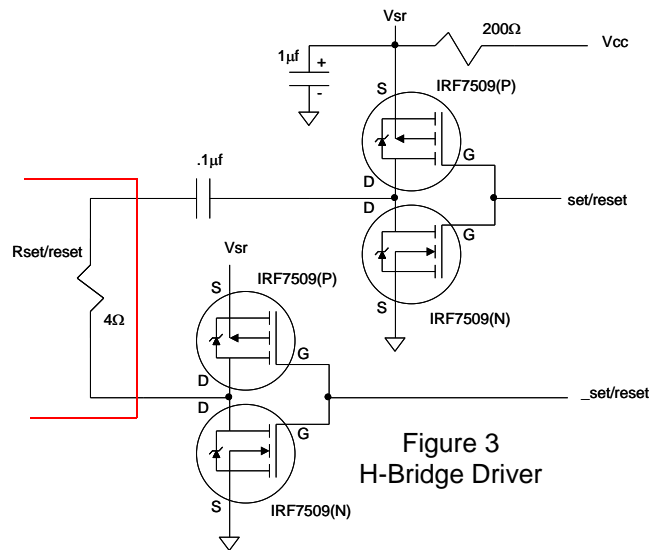 Vsr
200Ω
Vcc
1µf
+
-
S
IRF7509(P)
G
D
.1µf
set/reset
D
G
S
IRF7509(N)
Rset/reset
4Ω
Vsr
S
IRF7509(P)
G
D
_set/reset
D
G
S
IRF7509(N)
Figure 3
H-Bridge Driver